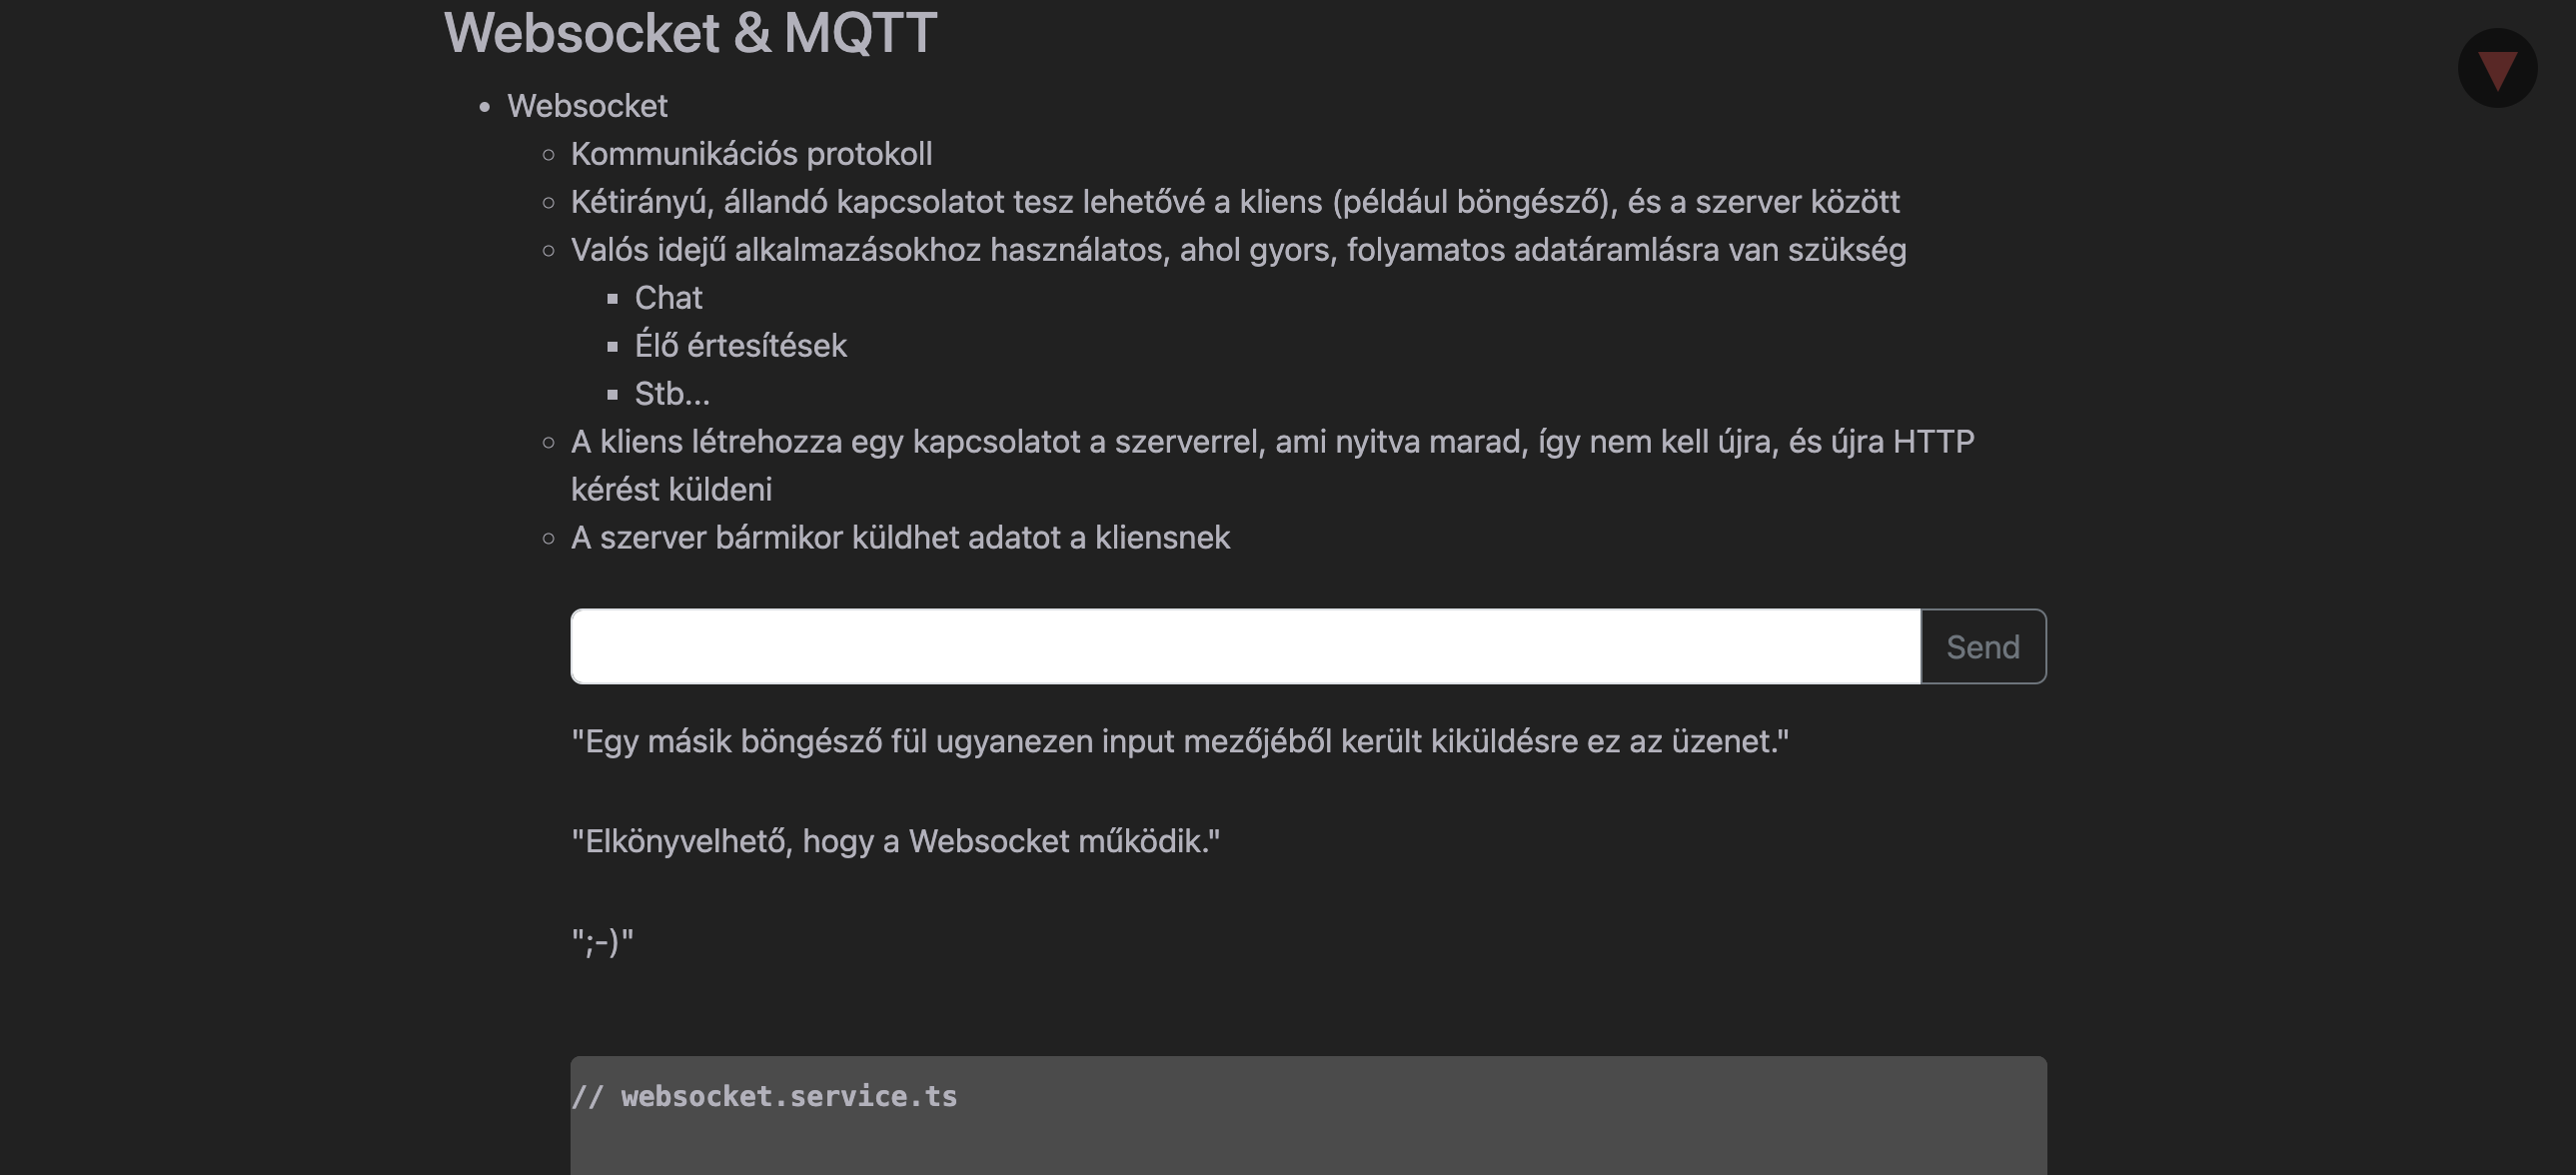 Websocket & MQTT
Websocket
Kommunikációs protokoll
Kétirányú, állandó kapcsolatot tesz lehetővé a kliens (például böngésző), és a szerver között
Valós idejű alkalmazásokhoz használatos, ahol gyors, folyamatos adatáramlásra van szükség
Chat
Élő értesítések
Stb...
A kliens létrehozza egy kapcsolatot a szerverrel, ami nyitva marad, így nem kell újra, és újra HTTP
kérést küldeni
A szerver bármikor küldhet adatot a kliensnek
Send
"Egy másik böngésző fül ugyanezen input mezőjéből került kiküldésre ez az üzenet."
"Elkönyvelhető, hogy a Websocket működik."
";-)"
// websocket.service.ts